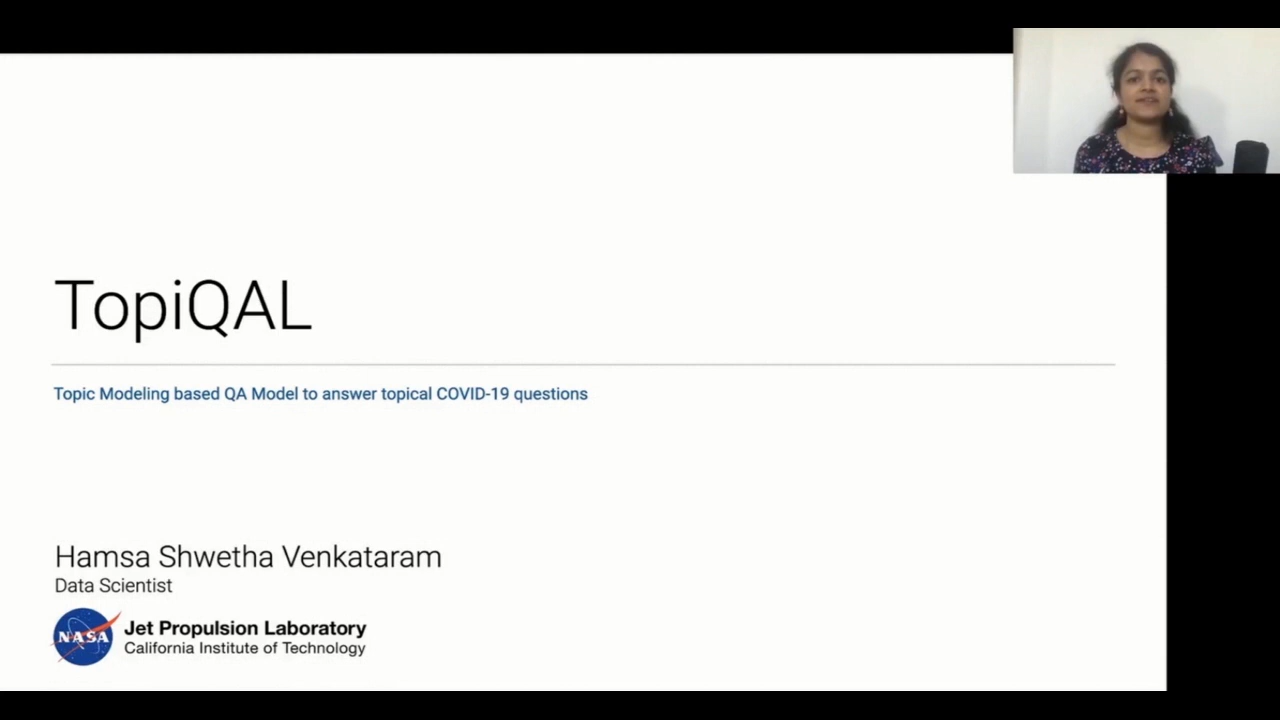 TopiQAL
Topic Modeling based QA Model to answer topical COVID-19 questions
Hamsa Shwetha Venkataram
Data Scientist
NASA
Jet Propulsion Laboratory
California Institute of Technology